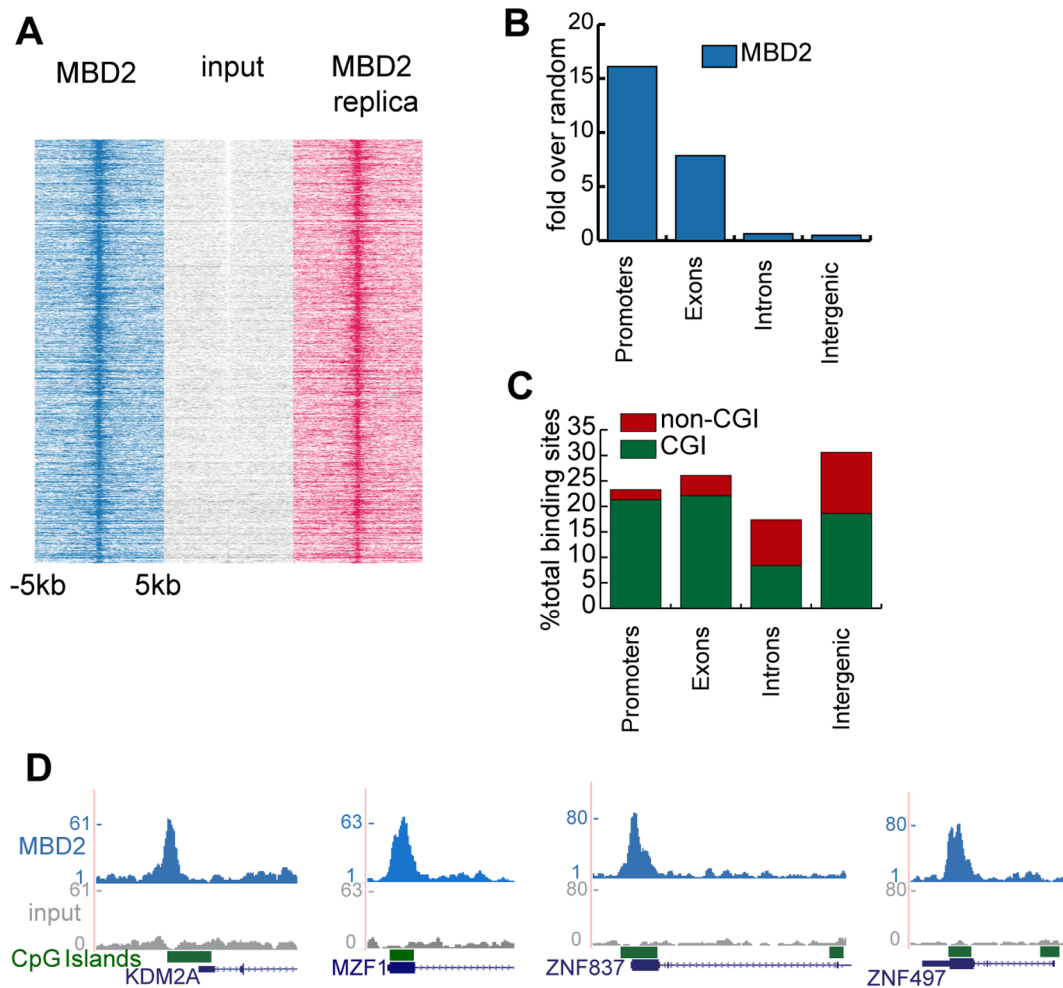 A
MBD2
input
MBD2
replica
-5kb
5kb
B
20
15
10
5
0
fold over random
MBD2
Promoters
Exons
Introns
Intergenic
C
non-CGI
CGI
35
30
25
20
15
10
5
0
%total binding sites
Promoters
Exons
Introns
Intergenic
D
MBD2
input
CpG Islands
61
1
61
0
KDM2A
63
1
63
0
MZF1
80
1
80
0
ZNF837
80
1
80
0
ZNF497